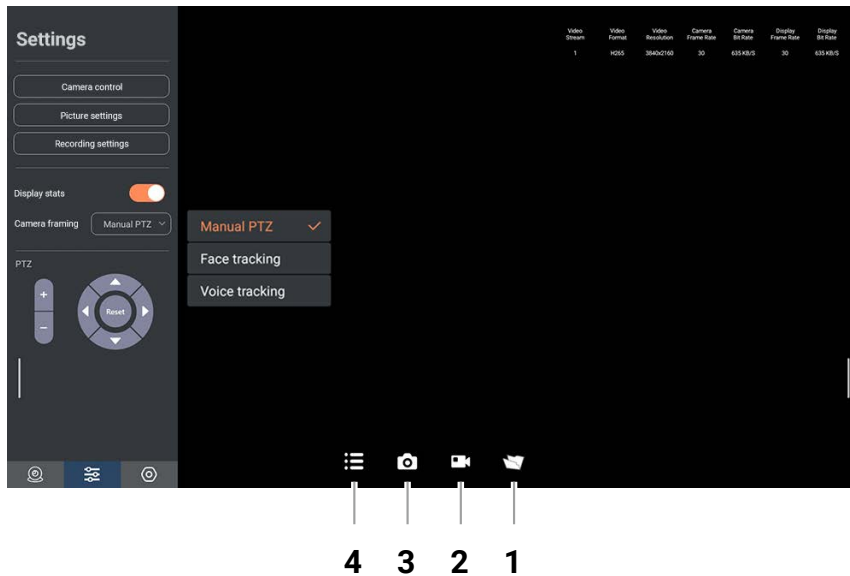 Settings
Camera control
Picture settings
Recording settings
Display stats
Camera framing Manual PTZ
PTZ
+
Reset
−
Manual PTZ
Face tracking
Voice tracking
Video Stream Video Format Video Resolution Camera Frame Rate Camera Bit Rate Display Frame Rate Display Bit Rate
1 H265 3840x2160 30 635 KB/S 30 635 KB/S
4 3 2 1